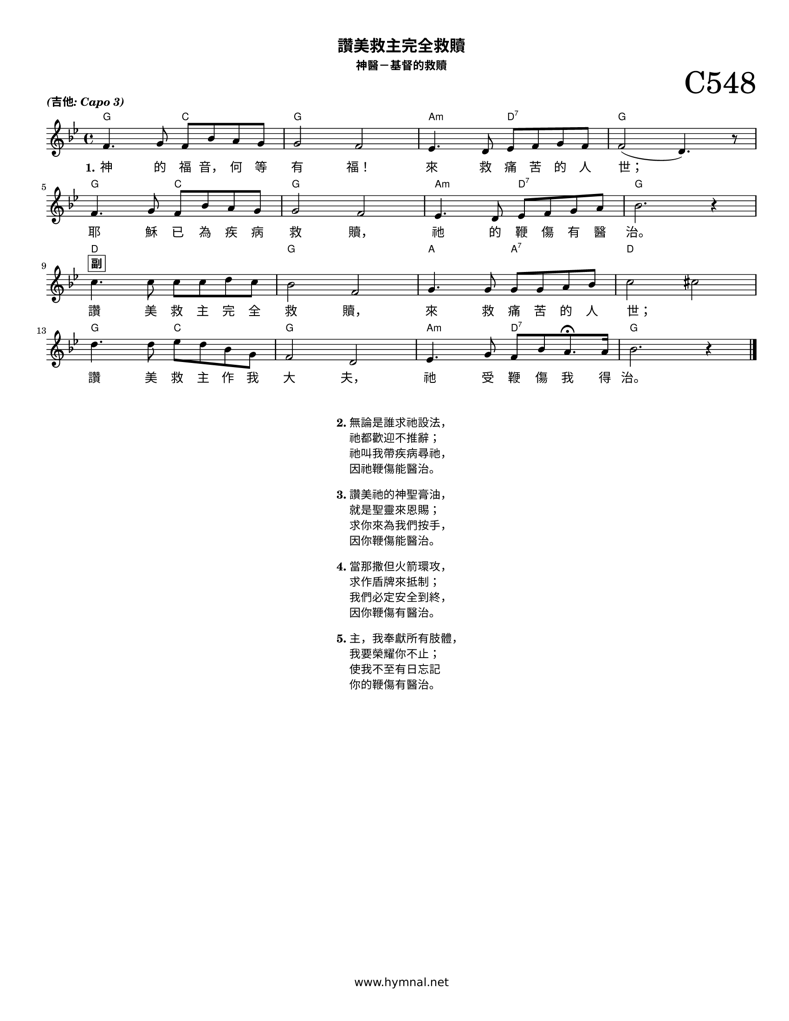 讚美救主完全救贖
神醫－基督的救贖
C548
(吉他: Capo 3)
G C G Am D7 G
1. 神 的 福 音， 何 等 有 福！ 來 救 痛 苦 的 人 世；
5 G C G Am D7 G
耶 穌 已 為 疾 病 救 贖， 祂 的 鞭 傷 有 醫 治。
D G A A7 D
9 副
讚 美 救 主 完 全 救 贖， 來 救 痛 苦 的 人 世；
13 G C G Am D7 G
讚 美 救 主 作 我 大 夫， 祂 受 鞭 傷 我 得 治。
2. 無論是誰求祂設法，
祂都歡迎不推辭；
祂叫我帶疾病尋祂，
因祂鞭傷能醫治。
3. 讚美祂的神聖膏油，
就是聖靈來恩賜；
求你來為我們按手，
因你鞭傷能醫治。
4. 當那撒但火箭環攻，
求作盾牌來抵制；
我們必定安全到終，
因你鞭傷有醫治。
5. 主，我奉獻所有肢體，
我要榮耀你不止；
使我不至有日忘記
你的鞭傷有醫治。
www.hymnal.net